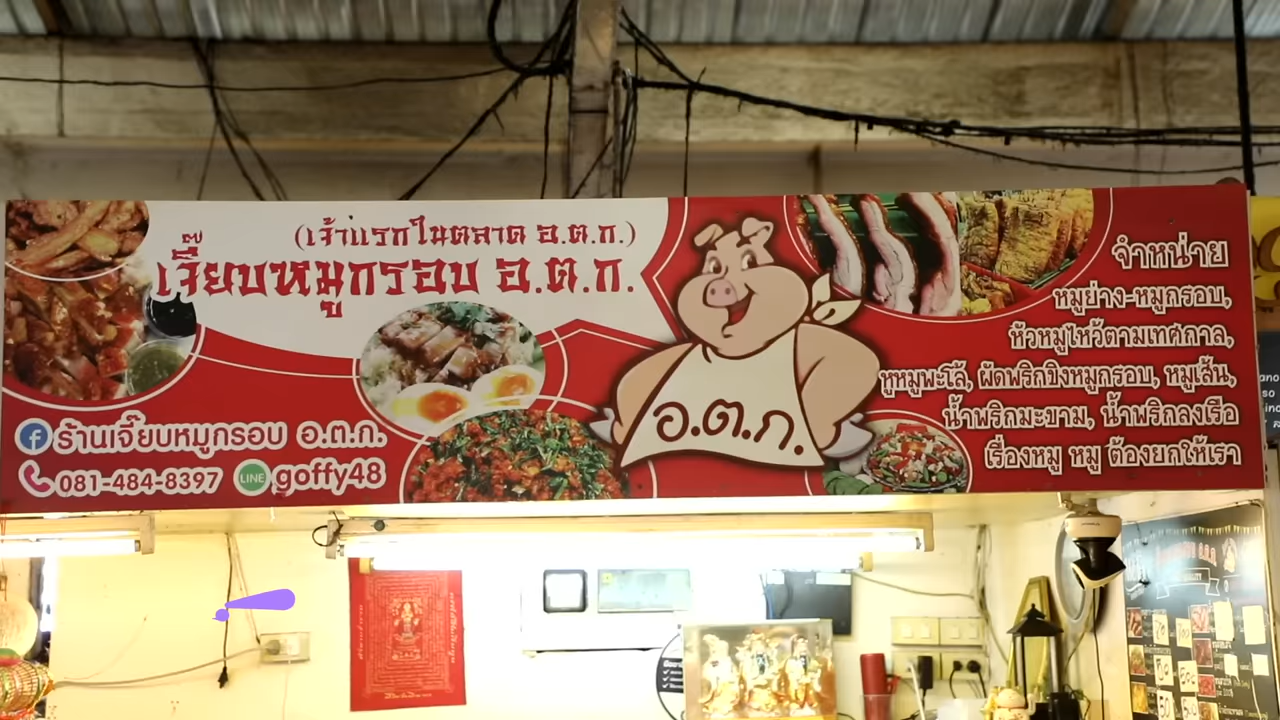 (เจ้าแรกในตลาด อ.ต.ก.)
เจี๊ยบหมูกรอบ อ.ต.ก.
ร้านเจี๊ยบหมูกรอบ อ.ต.ก.
081-484-8397 LINE goffy48
อ.ต.ก.
จำหน่าย
หมูย่าง-หมูกรอบ,
หัวหมูไหว้ตามเทศกาล,
หูหมูพะโล้, ผัดพริกขิงหมูกรอบ, หมูเส้น,
น้ำพริกมะขาม, น้ำพริกลงเรือ
เรื่องหมู หมู ต้องยกให้เรา